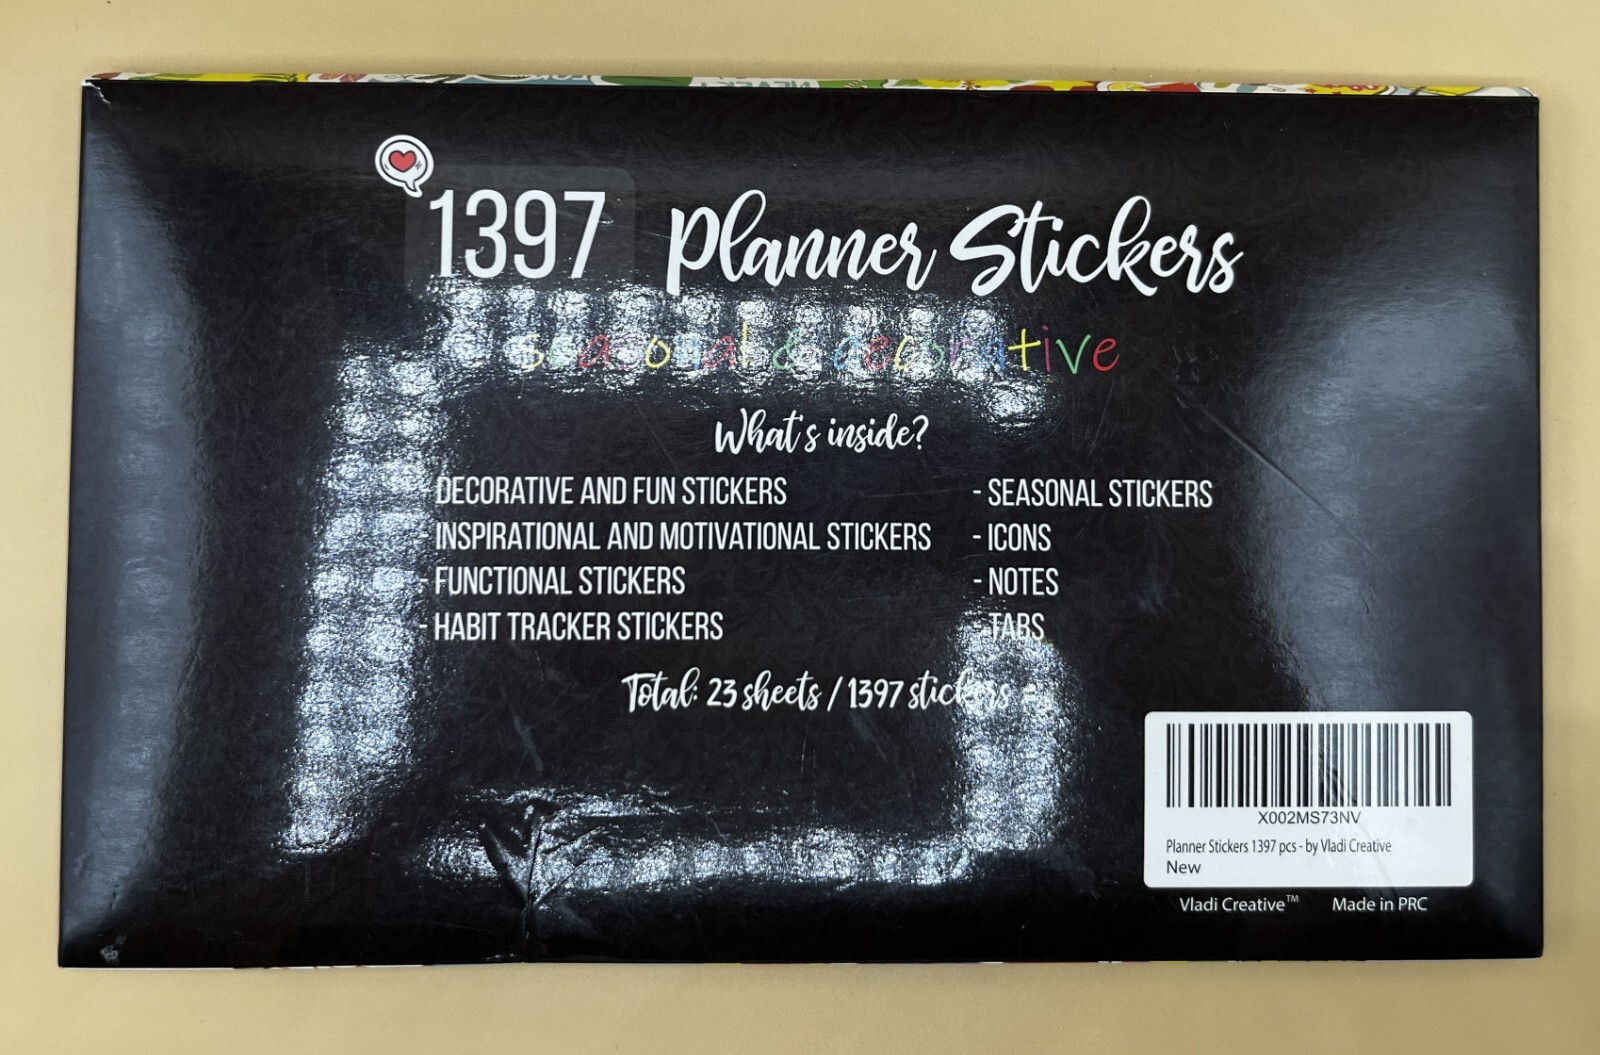 1397 Planner Stickers
seasonal & decorative
What's inside?
DECORATIVE AND FUN STICKERS
INSPIRATIONAL AND MOTIVATIONAL STICKERS
- FUNCTIONAL STICKERS
- HABIT TRACKER STICKERS
- SEASONAL STICKERS
- ICONS
- NOTES
- TABS
Total: 23 sheets / 1397 stickers
X002MS73NV
Planner Stickers 1397 pcs - by Vladi Creative
New
Vladi Creative™ Made in PRC